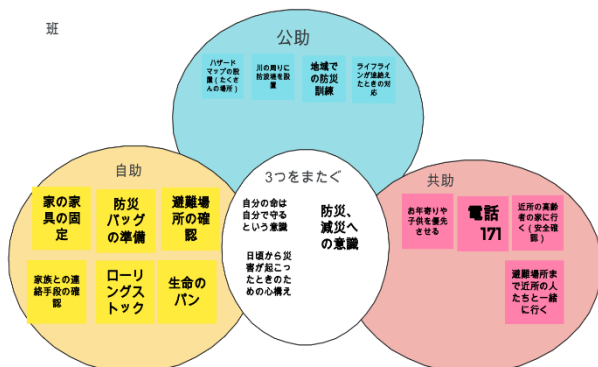 班
公助
ハザード
マップの設
置(たくさ
んの場所)
川の周りに
防波堤を設
置
地域で
の防災
訓練
ライフライ
ンが途絶え
たときの対
応
自助
家の家
具の固
定
防災
バッグ
の準備
避難場
所の確
認
家族との連
絡手段の確
認
ローリ
ングス
トック
生命の
パン
3つをまたぐ
自分の命は
自分で守る
という意識
防災、
減災へ
の意識
日頃から災
害が起こっ
たときのた
めの心構え
共助
お年寄りや
子供を優先
させる
電話
171
近所の高齢
者の家に行
く(安全確
認)
避難場所ま
で近所の人
たちと一緒
に行く